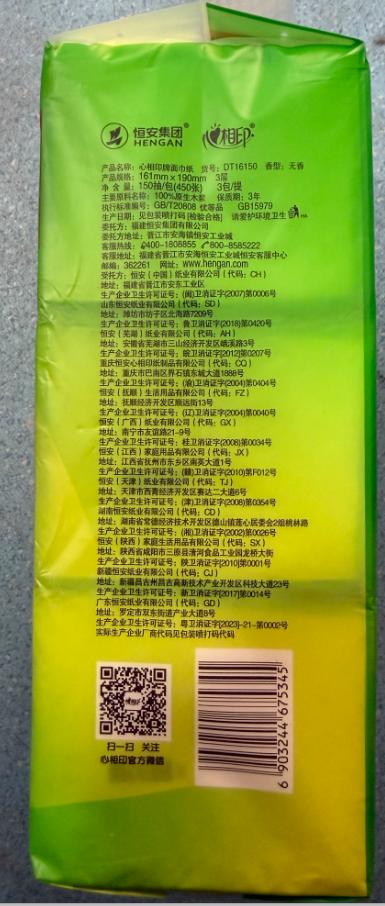 恒安集团®
HENGAN
心相印®
产品名称：心相印牌面巾纸 货号：DT16150 香型：无香
产品规格：161mm×190mm 3层
净含量：150抽/包(450张) 3包/提
主要原料名称：100%原生木浆 保质期：3年
执行标准编号：GB/T20808 优等品 GB15979
生产日期：见包装喷打码[检验合格] 请爱护环境卫生
委托方：福建恒安集团有限公司
委托方地址：晋江市安海镇恒安工业城
客服热线：400-1808855 800-8585222
客服地址：福建省晋江市安海恒安工业城恒安客服中心
邮编：362261 网址：www.hengan.com
受托方：恒安（中国）纸业有限公司（代码：CH）
地址：福建省晋江市安东工业区
生产企业卫生许可证号：(闽)卫消证字(2007)第0006号
山东恒安纸业有限公司（代码：SD）
地址：潍坊市坊子区北海路7209号
生产企业卫生许可证号：鲁卫消证字(2018)第0420号
恒安（芜湖）纸业有限公司（代码：AH）
地址：安徽省芜湖市三山经济开发区峨溪路3号
生产企业卫生许可证号：皖卫消证字(2012)第0207号
重庆恒安心相印纸制品有限公司（代码：CQ）
地址：重庆市巴南区界石镇东城大道1888号
生产企业卫生许可证号：(渝)卫消证字(2004)第0404号
恒安（抚顺）生活用品有限公司（代码：FZ）
地址：抚顺经济开发区顺远街13号
生产企业卫生许可证号：(辽)卫消证字(2004)第0040号
恒安（广西）纸业有限公司（代码：GX）
地址：南宁市友谊路21-9号
生产企业卫生许可证号：桂卫消证字(2008)第0034号
恒安（江西）家庭用品有限公司（代码：JX）
地址：江西省抚州市东乡区南英大道1号
生产企业卫生许可证号：(赣)卫消证字(2010)第F012号
恒安（天津）纸业有限公司（代码：TJ）
地址：天津市西青经济开发区赛达二大道6号
生产企业卫生许可证号：(津)卫消证字(2008)第0354号
湖南恒安纸业有限公司（代码：CD）
地址：湖南省常德经济技术开发区德山镇莲心居委会2组桃林路
生产企业卫生许可证号：(湘)卫消证字(2002)第0026号
恒安（陕西）家庭生活用品有限公司（代码：SX）
地址：陕西省咸阳市三原县清河食品工业园龙桥大街
生产企业卫生许可证号：陕卫消证字[2010]第0001号
新疆恒安纸业有限公司（代码：CJ）
地址：新疆昌吉州昌吉高新技术产业开发区科技大道23号
生产企业卫生许可证号：新卫消证字[2017]第0014号
广东恒安纸业有限公司（代码：GD）
地址：罗定市双东街道产业大道8号
生产企业卫生许可证号：粤卫消证字[2023]-21-第0002号
实际生产企业厂商代码见包装喷打码代码
扫一扫 关注
心相印官方微信
6 903244 675345